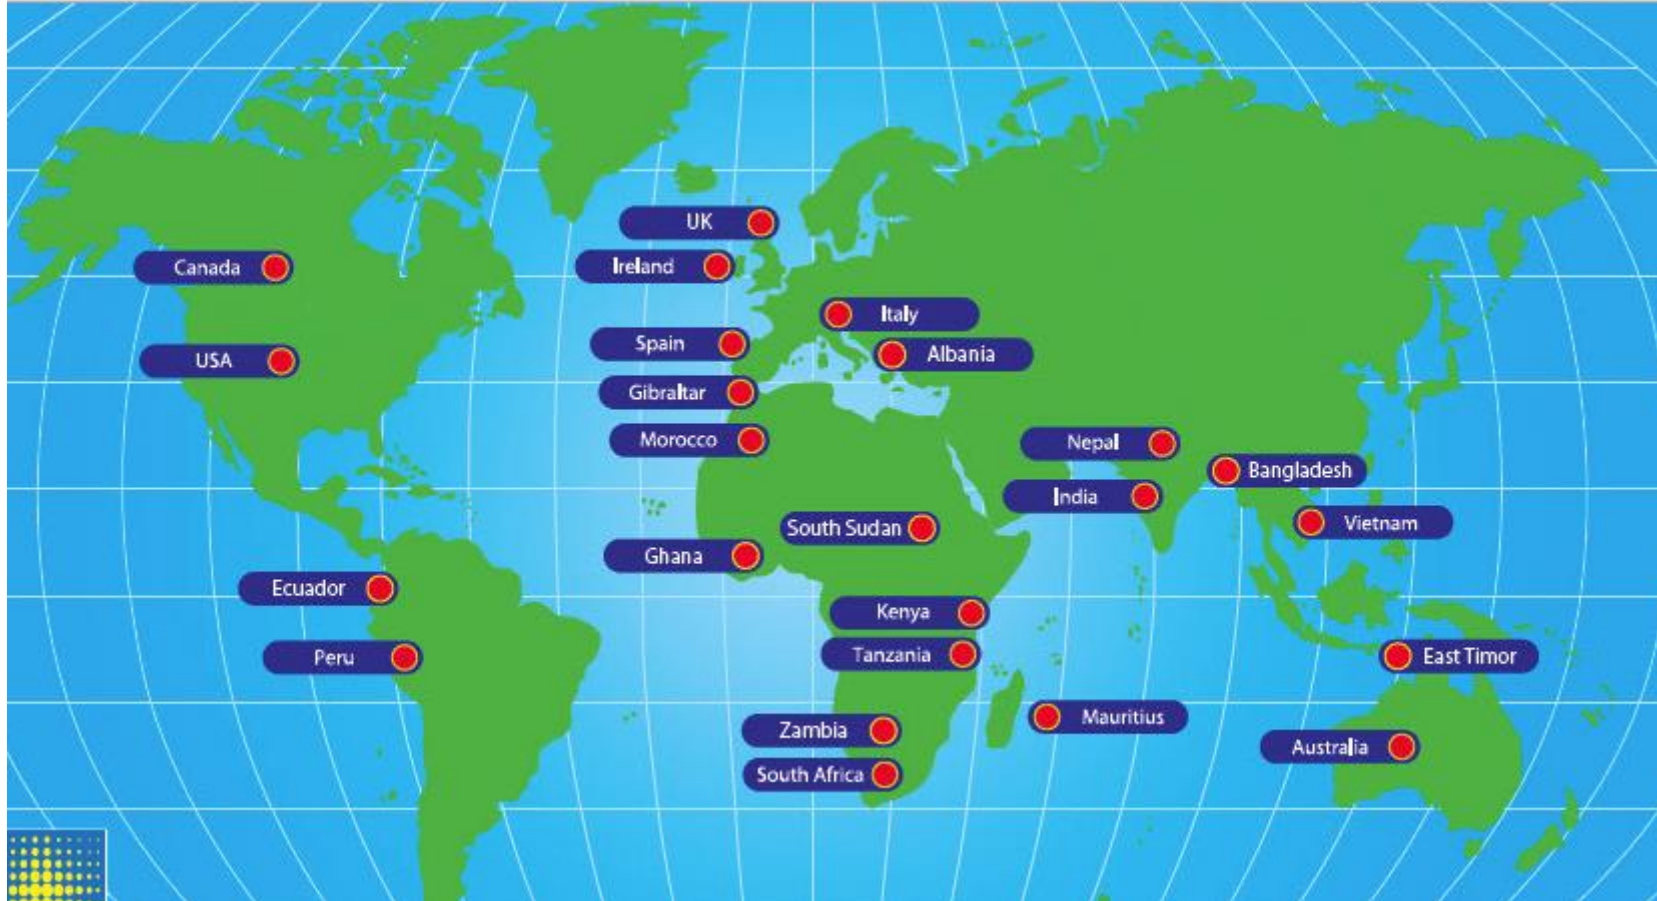 UK
Canada
Ireland
Italy
Spain
Albania
USA
Gibraltar
Morocco
Nepal
Bangladesh
India
Vietnam
South Sudan
Ghana
Ecuador
Kenya
Tanzania
East Timor
Peru
Mauritius
Zambia
Australia
South Africa